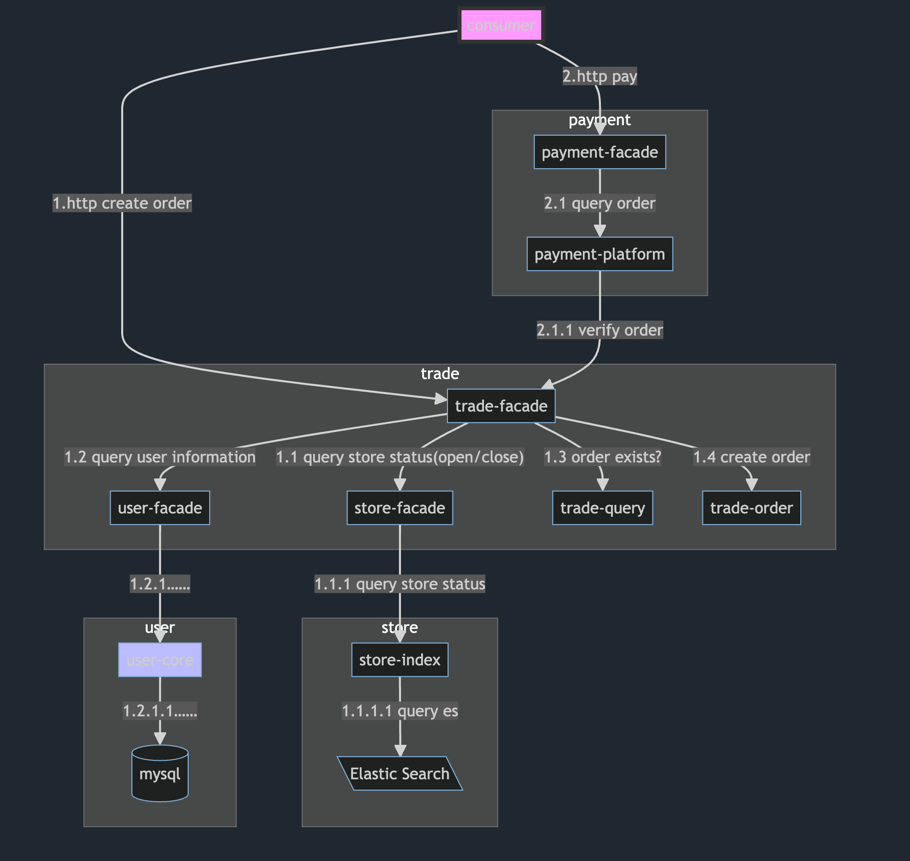 consumer
2.http pay
payment
payment-facade
1.http create order
2.1 query order
payment-platform
2.1.1 verify order
trade
trade-facade
1.2 query user information
1.1 query store status(open/close)
1.3 order exists?
1.4 create order
user-facade
store-facade
trade-query
trade-order
1.2.1......
1.1.1 query store status
user
store
user-core
store-index
1.2.1.1......
1.1.1.1 query es
mysql
Elastic Search